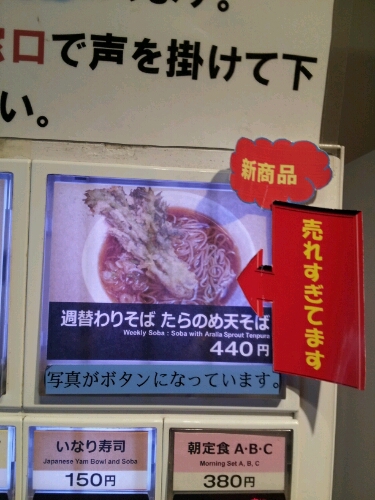 ます。
窓口で声を掛けて下
い。
新商品
売れすぎてます
週替わりそば たらのめ天そば
Weekly Soba : Soba with Aralia Sprout Tempura
440円
写真がボタンになっています。
いなり寿司
Japanese Yam Bowl and Soba
150円
朝定食 A・B・C
Morning Set A, B, C
380円